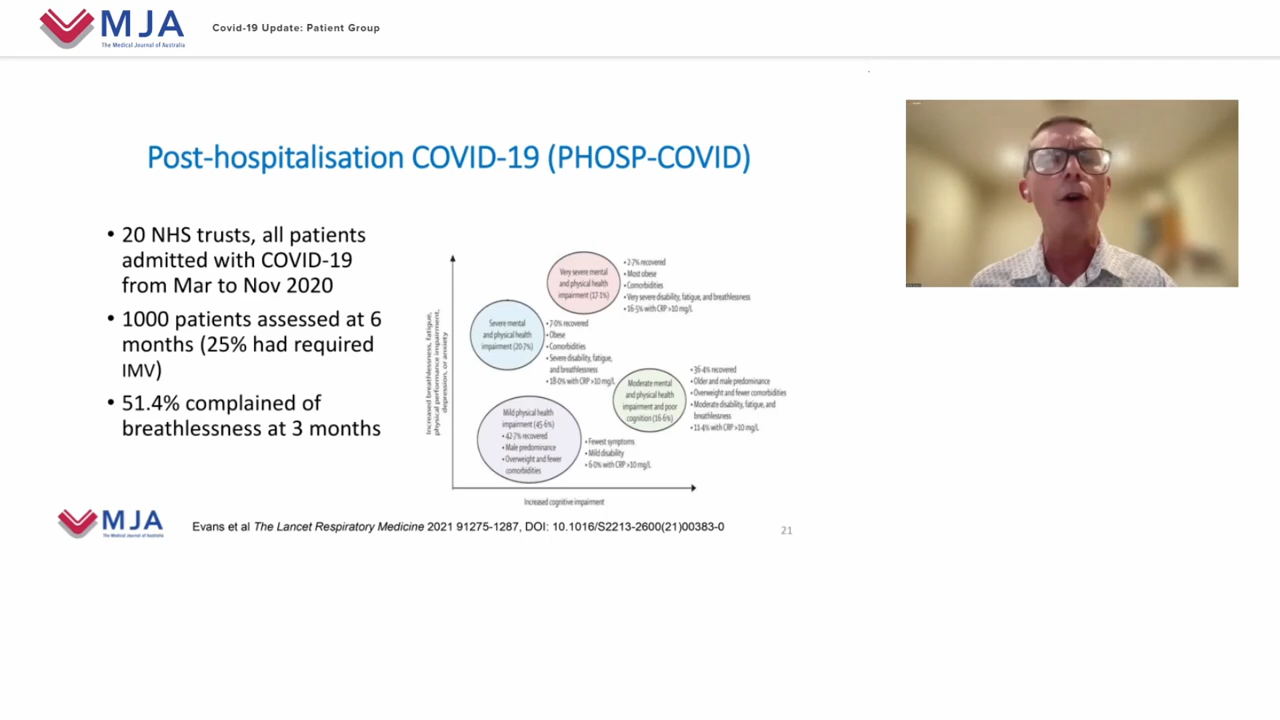 MJA
The Medical Journal of Australia
Covid-19 Update: Patient Group
Post-hospitalisation COVID-19 (PHOSP-COVID)
• 20 NHS trusts, all patients
admitted with COVID-19
from Mar to Nov 2020
• 1000 patients assessed at 6
months (25% had required
IMV)
• 51.4% complained of
breathlessness at 3 months
Increased breathlessness, fatigue,
physical performance impairment,
depression, or anxiety
Very severe mental
and physical health
impairment (17·1%)
• 2·7% recovered
• Most obese
• Comorbidities
• Very severe disability, fatigue, and breathlessness
• 16·5% with CRP >10 mg/L
Severe mental
and physical health
impairment (20·7%)
• 7·0% recovered
• Obese
• Comorbidities
• Severe disability, fatigue,
and breathlessness
• 18·0% with CRP >10 mg/L
Moderate mental
and physical health
impairment and poor
cognition (16·6%)
• 36·4% recovered
• Older and male predominance
• Overweight and fewer comorbidities
• Moderate disability, fatigue, and
breathlessness
• 11·4% with CRP >10 mg/L
Mild physical health
impairment (45·6%)
• 42·7% recovered
• Male predominance
• Overweight and fewer
comorbidities
• Fewest symptoms
• Mild disability
• 6·0% with CRP >10 mg/L
Increased cognitive impairment
MJA
The Medical Journal of Australia
Evans et al The Lancet Respiratory Medicine 2021 91275-1287, DOI: 10.1016/S2213-2600(21)00383-0
21